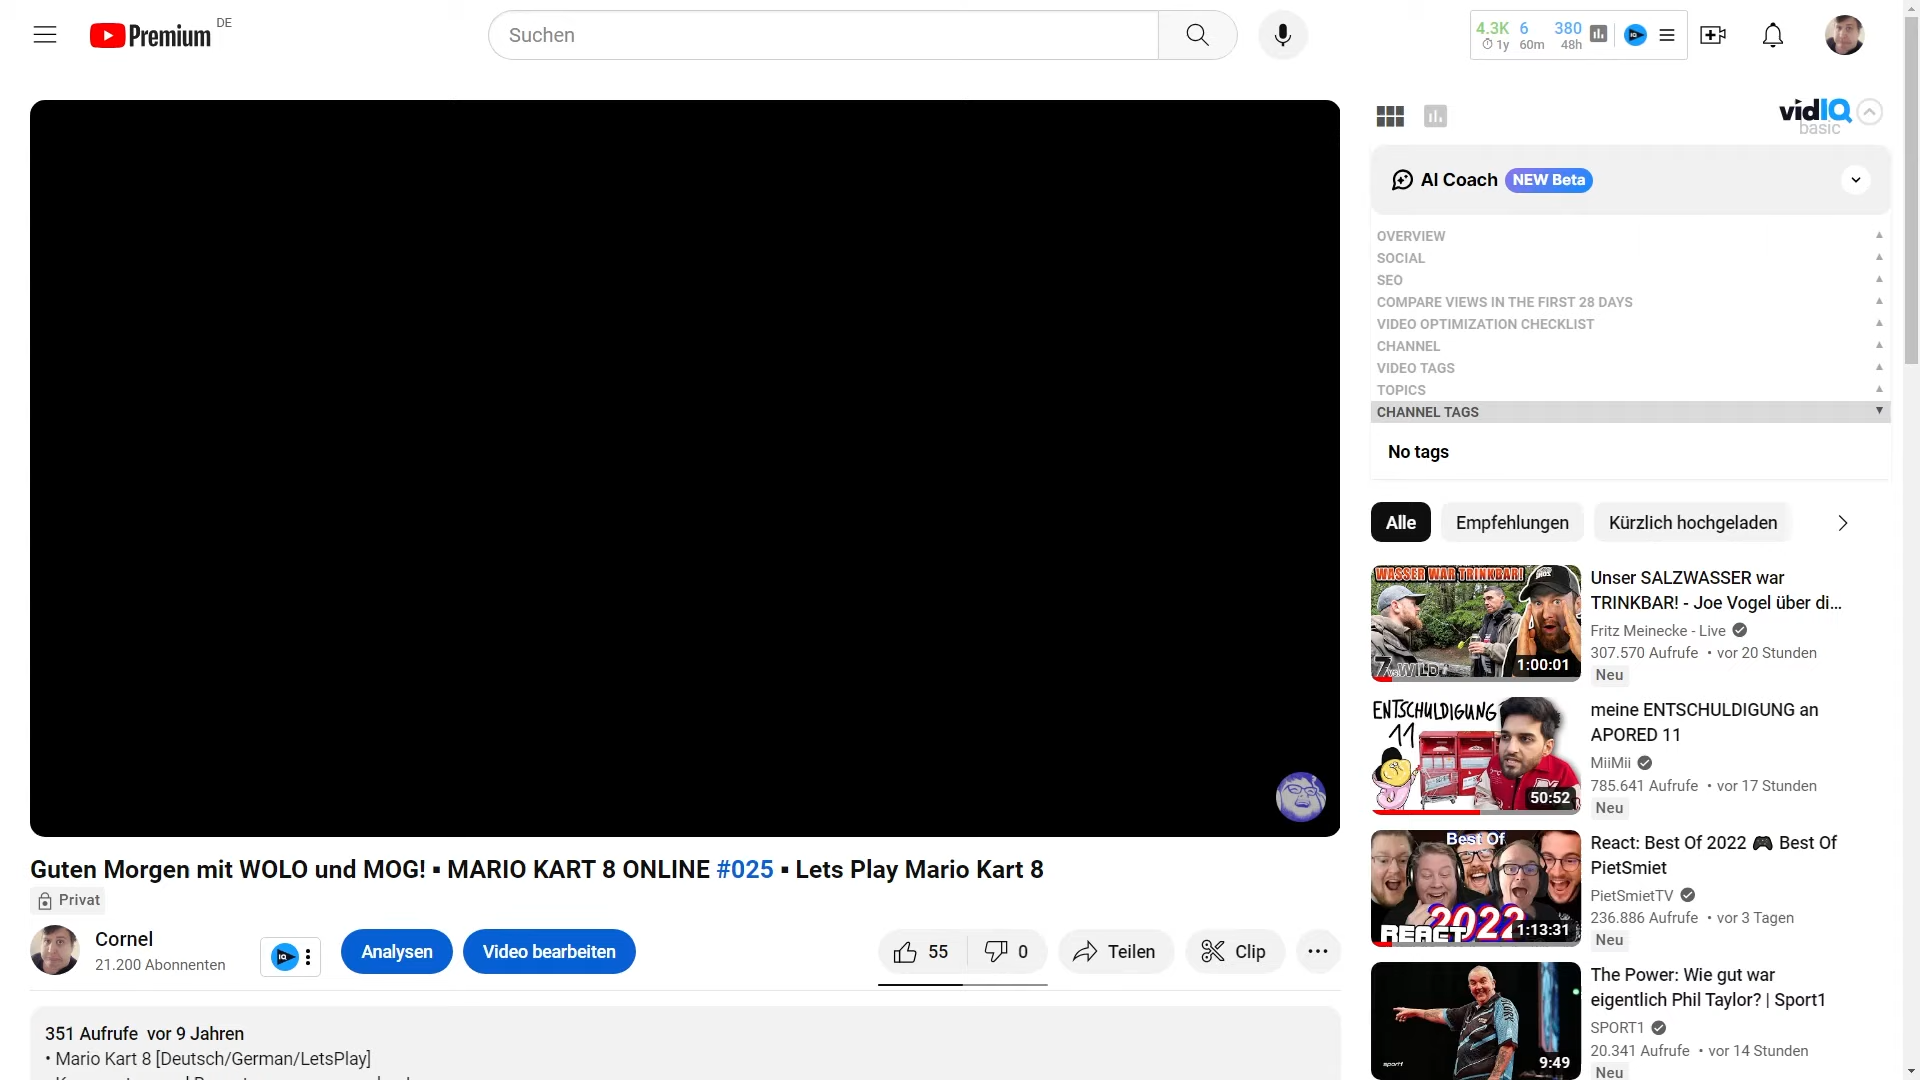 Premium DE
Suchen
4.3K 6 380
1y 60m 48h
vidIQ
basic
AI Coach NEW Beta
OVERVIEW
SOCIAL
SEO
COMPARE VIEWS IN THE FIRST 28 DAYS
VIDEO OPTIMIZATION CHECKLIST
CHANNEL
VIDEO TAGS
TOPICS
CHANNEL TAGS
No tags
Alle Empfehlungen Kürzlich hochgeladen
WASSER WAR TRINKBAR!
7 vs. WILD
1:00:01
Unser SALZWASSER war
TRINKBAR! - Joe Vogel über di...
Fritz Meinecke - Live
307.570 Aufrufe • vor 20 Stunden
Neu
ENTSCHULDIGUNG
11
50:52
meine ENTSCHULDIGUNG an
APORED 11
MiiMii
785.641 Aufrufe • vor 17 Stunden
Neu
Best Of
2022
REACT
1:13:31
React: Best Of 2022 🎮 Best Of
PietSmiet
PietSmietTV
236.886 Aufrufe • vor 3 Tagen
Neu
sport1
9:49
The Power: Wie gut war
eigentlich Phil Taylor? | Sport1
SPORT1
20.341 Aufrufe • vor 14 Stunden
Neu
Guten Morgen mit WOLO und MOG! ▪ MARIO KART 8 ONLINE #025 ▪ Lets Play Mario Kart 8
Privat
Cornel
21.200 Abonnenten
IQ
Analysen
Video bearbeiten
55 0 Teilen Clip
351 Aufrufe vor 9 Jahren
• Mario Kart 8 [Deutsch/German/LetsPlay]